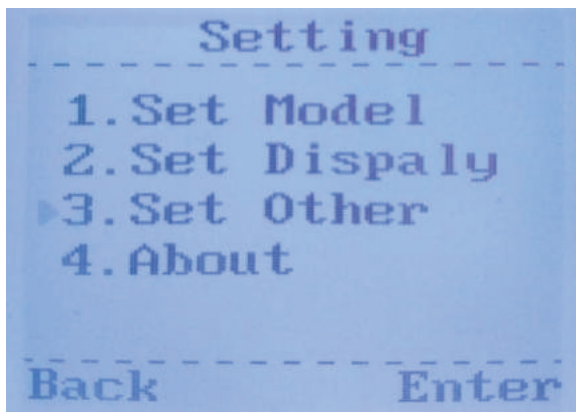 Setting
1.Set Model
2.Set Dispaly
3.Set Other
4.About
Back Enter